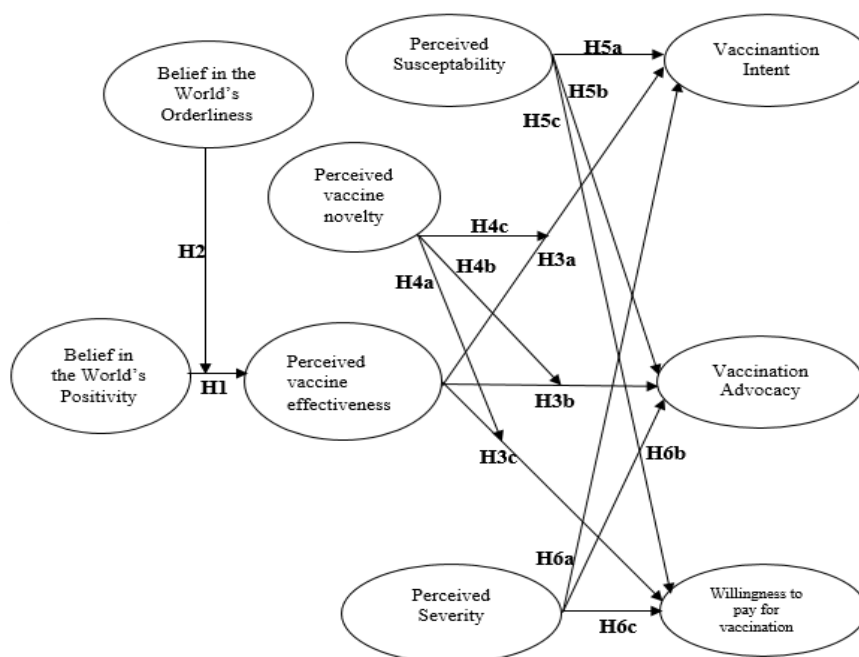 Perceived
Susceptability
H5a
Vaccinantion
Intent
Belief in the
World's
Orderliness
H5b
H5c
Perceived
vaccine
novelty
H4c
H2
H4b
H3a
H4a
Belief in
the World's
Positivity
H1
Perceived
vaccine
effectiveness
Vaccination
Advocacy
H3b
H3c
H6b
H6a
Perceived
Severity
H6c
Willingness to
pay for
vaccination